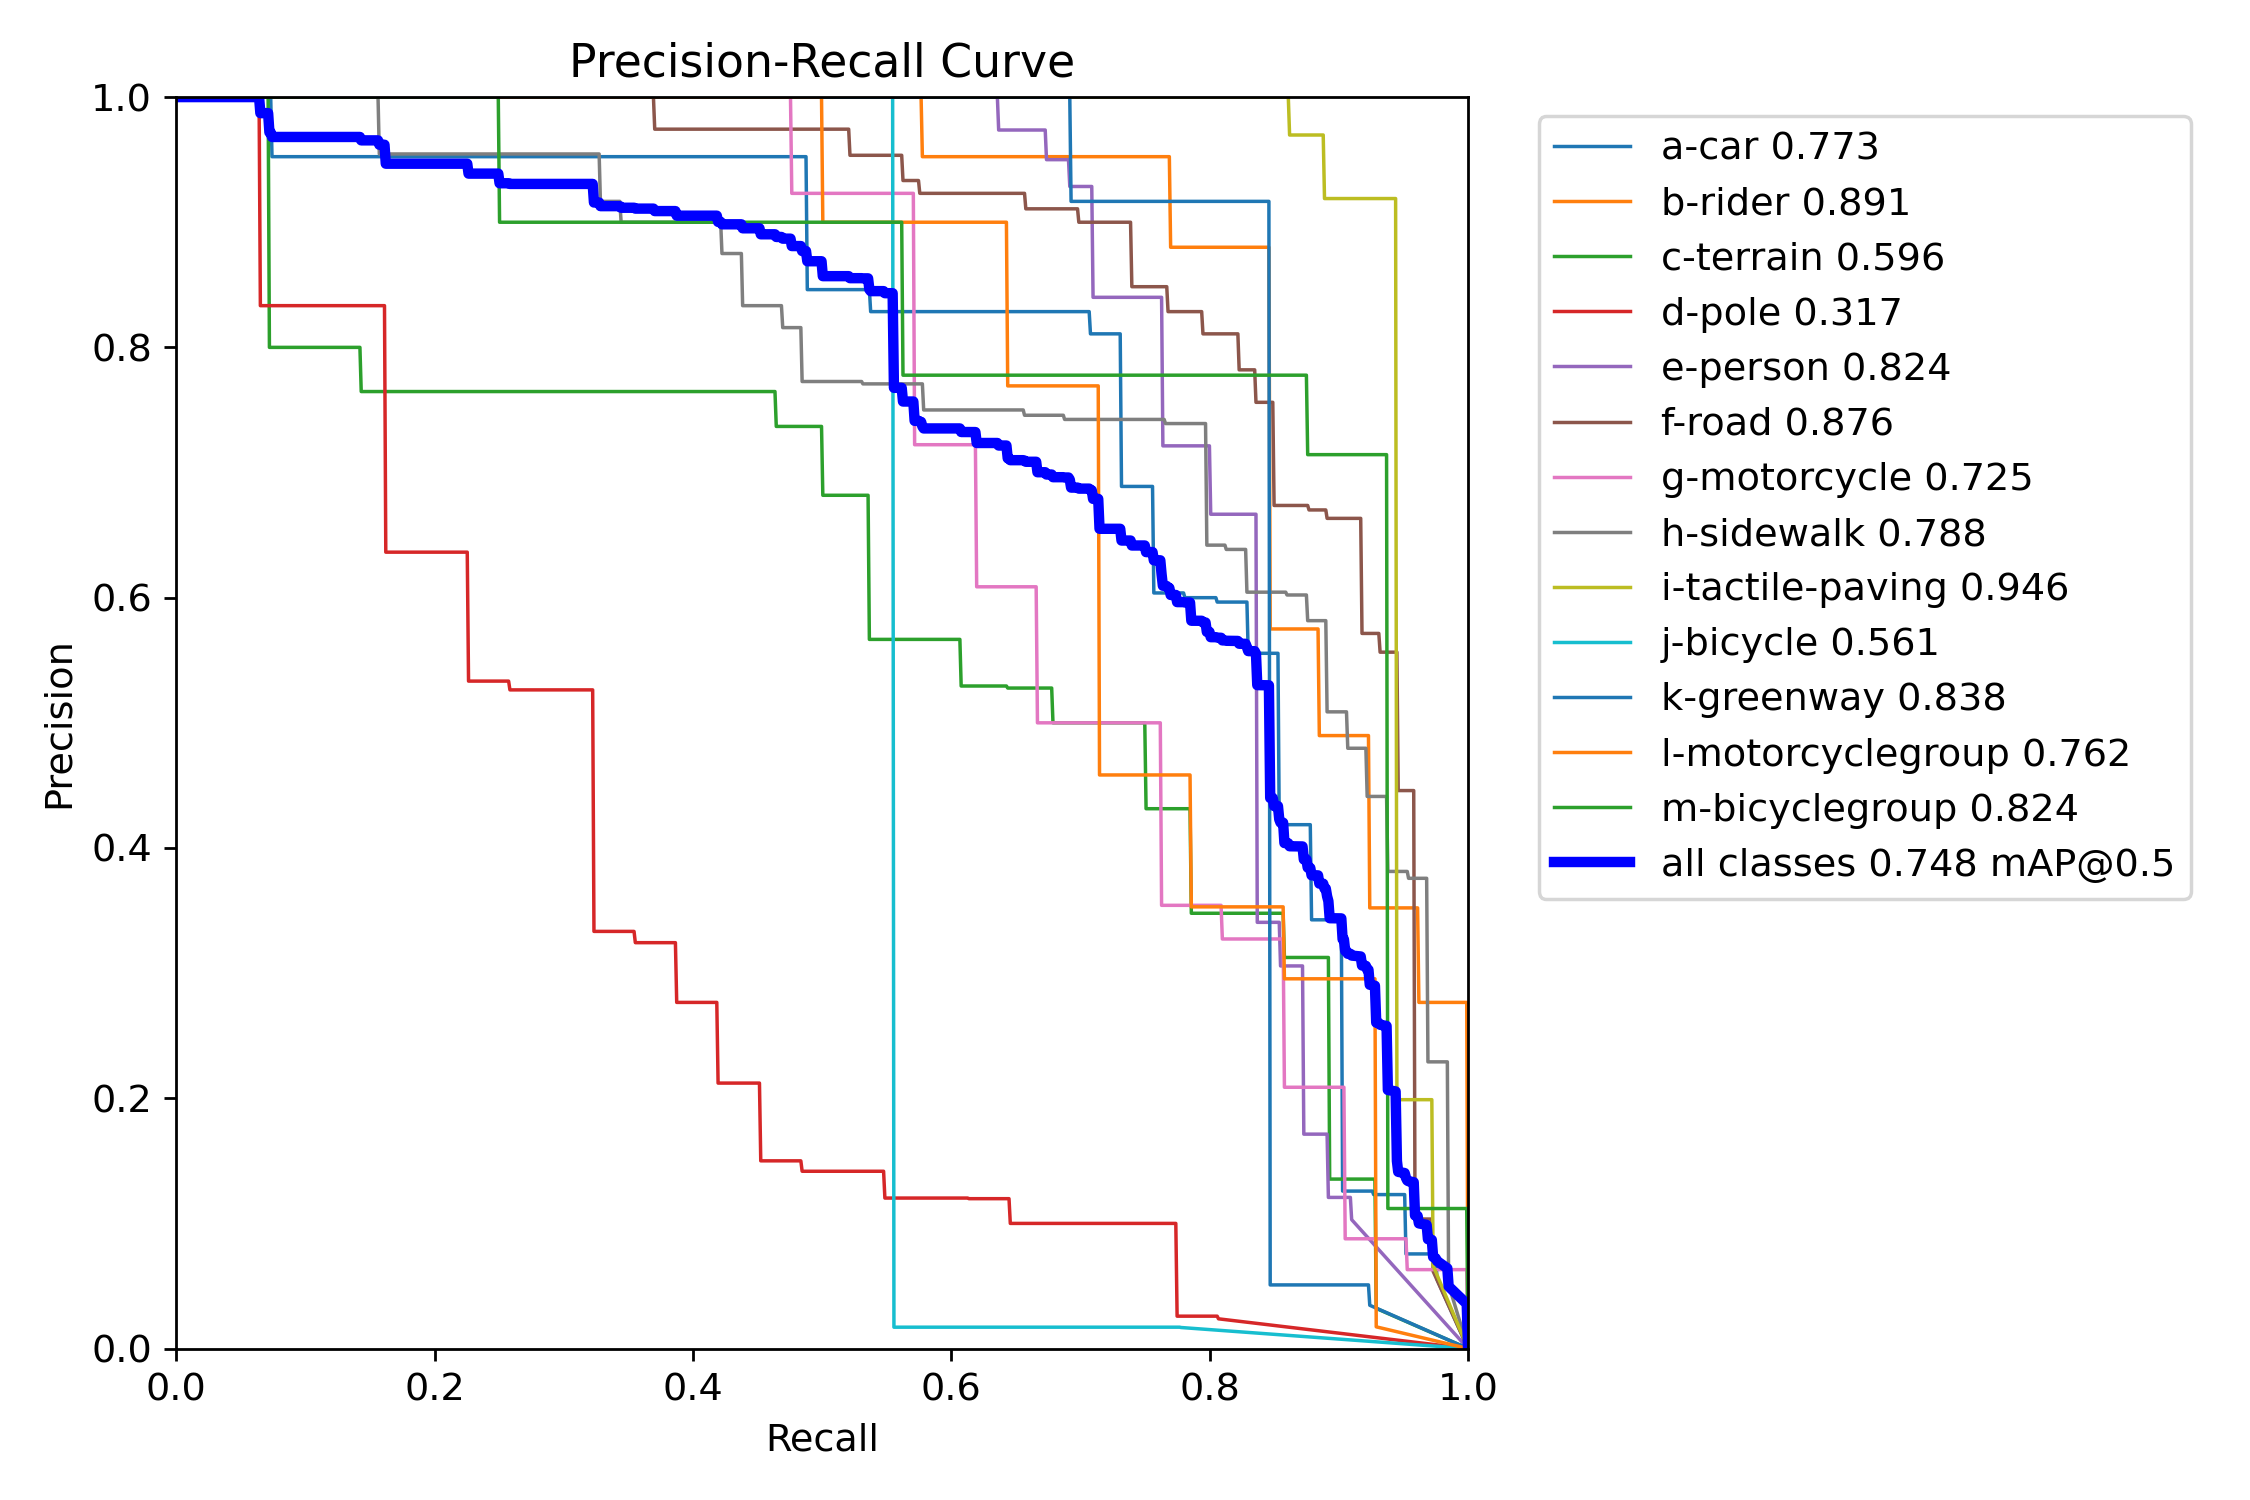 Precision-Recall Curve
1.0
0.8
0.6
0.4
0.2
0.0
Precision
0.0 0.2 0.4 0.6 0.8 1.0
Recall
a-car 0.773
b-rider 0.891
c-terrain 0.596
d-pole 0.317
e-person 0.824
f-road 0.876
g-motorcycle 0.725
h-sidewalk 0.788
i-tactile-paving 0.946
j-bicycle 0.561
k-greenway 0.838
l-motorcyclegroup 0.762
m-bicyclegroup 0.824
all classes 0.748 mAP@0.5